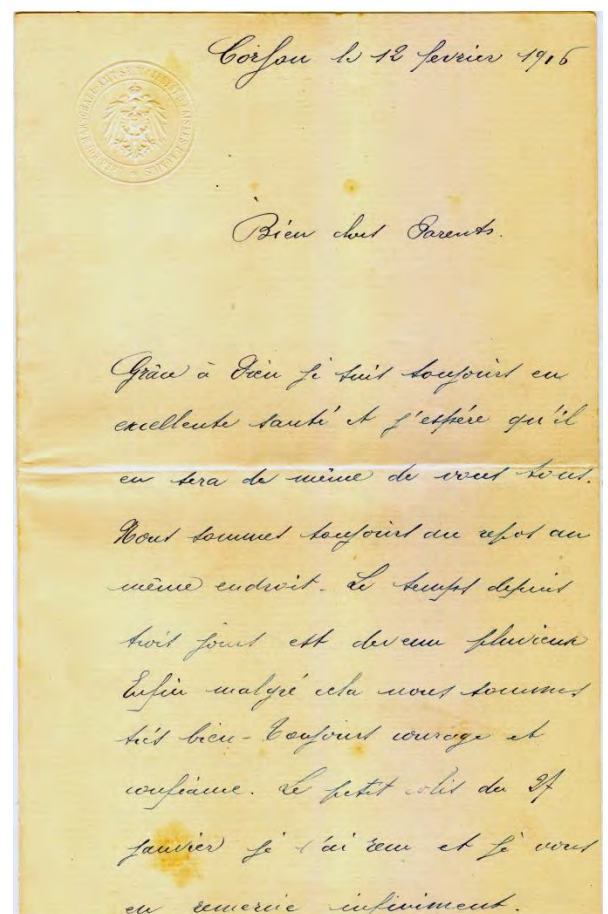 Corfou le 12 fevrier 1916
Bien chers Parents.
Grâce à Dieu je suis toujours en
excellente santé et j'espére qu'il
en sera de même de vous tous.
Nous sommes toujours au repos au
même endroit. Le temps depuis
trois jours est devenu pluvieux
Enfin malgré cela nous sommes
très bien - Toujours courage et
confiance. Le petit colis du 27
janvier je l'ai recu et je vous
en remercie infiniment.